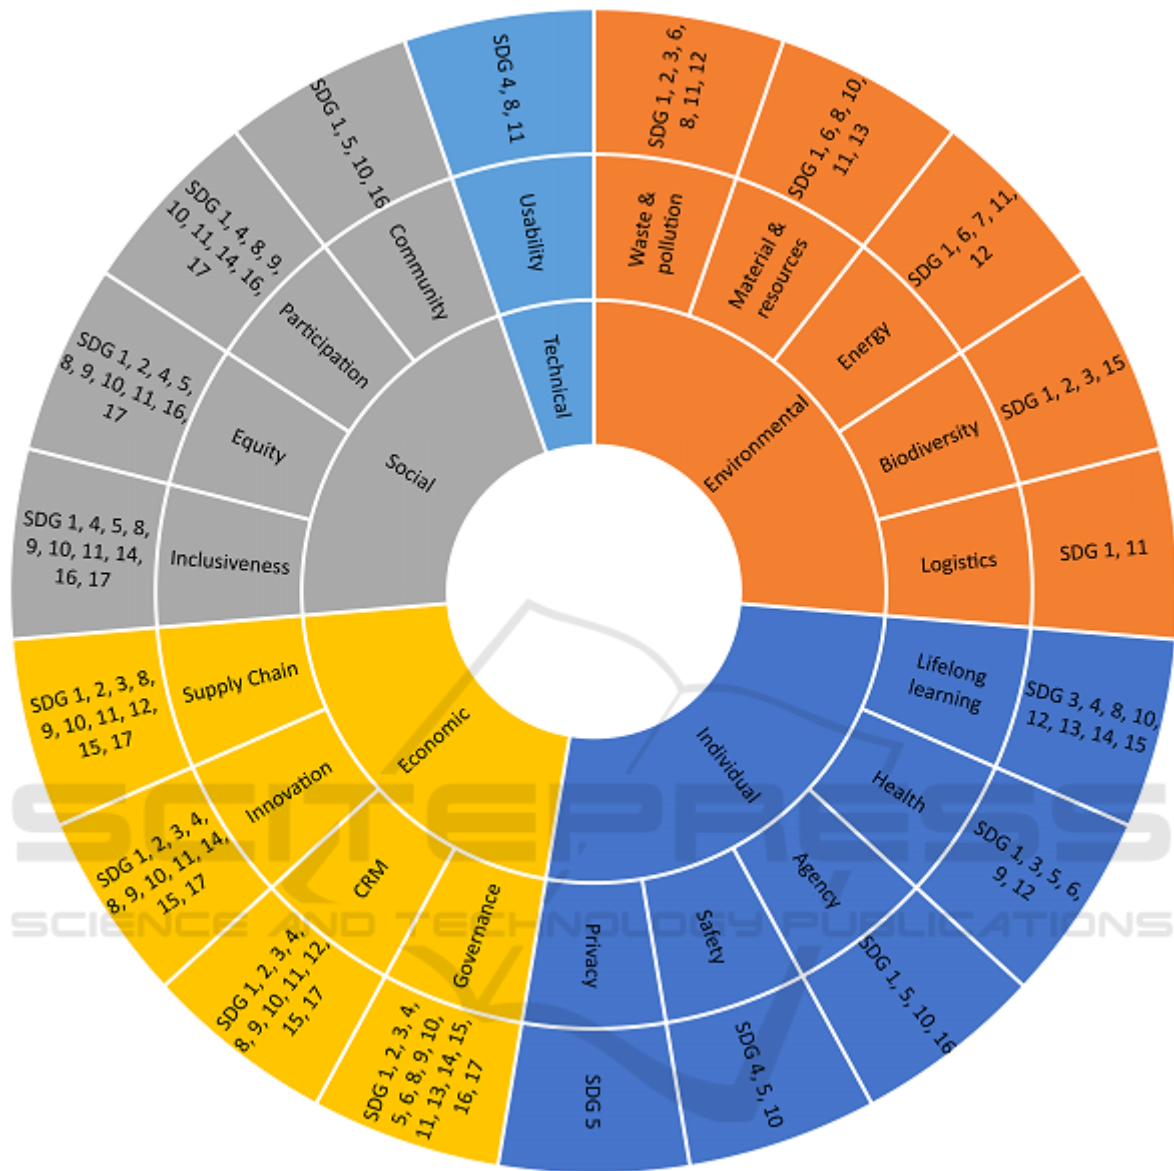 Environmental
Waste &
pollution
SDG 1, 2, 3, 6,
8, 11, 12
Material &
resources
SDG 1, 6, 8, 10,
11, 13
Energy
SDG 1, 6, 7, 11,
12
Biodiversity
SDG 1, 2, 3, 15
Logistics
SDG 1, 11
Individual
Lifelong
learning
SDG 3, 4, 8, 10,
12, 13, 14, 15
Health
SDG 1, 3, 5, 6,
9, 12
Agency
SDG 1, 5, 10, 16
Safety
SDG 4, 5, 10
Privacy
SDG 5
Economic
Governance
SDG 1, 2, 3, 4,
5, 6, 8, 9, 10,
11, 13, 14, 15,
16, 17
CRM
SDG 1, 2, 3, 4,
8, 9, 10, 11, 12,
15, 17
Innovation
SDG 1, 2, 3, 4,
8, 9, 10, 11, 14,
15, 17
Supply Chain
SDG 1, 2, 3, 8,
9, 10, 11, 12,
15, 17
Social
Inclusiveness
SDG 1, 4, 5, 8,
9, 10, 11, 14,
16, 17
Equity
SDG 1, 2, 4, 5,
8, 9, 10, 11, 16,
17
Participation
SDG 1, 4, 8, 9,
10, 11, 14, 16,
17
Community
SDG 1, 5, 10, 16
Technical
Usability
SDG 4, 8, 11
SCITEPRESS
SCIENCE AND TECHNOLOGY PUBLICATIONS